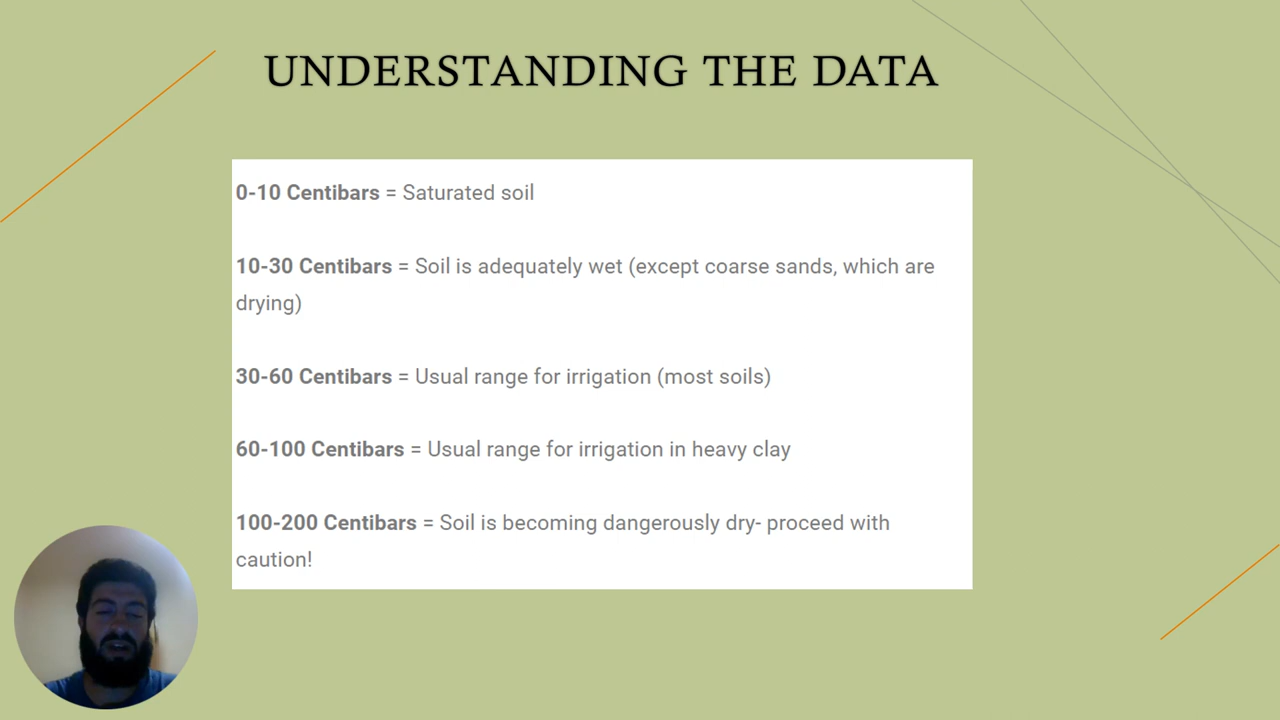 UNDERSTANDING THE DATA
0-10 Centibars = Saturated soil
10-30 Centibars = Soil is adequately wet (except coarse sands, which are
drying)
30-60 Centibars = Usual range for irrigation (most soils)
60-100 Centibars = Usual range for irrigation in heavy clay
100-200 Centibars = Soil is becoming dangerously dry- proceed with
caution!